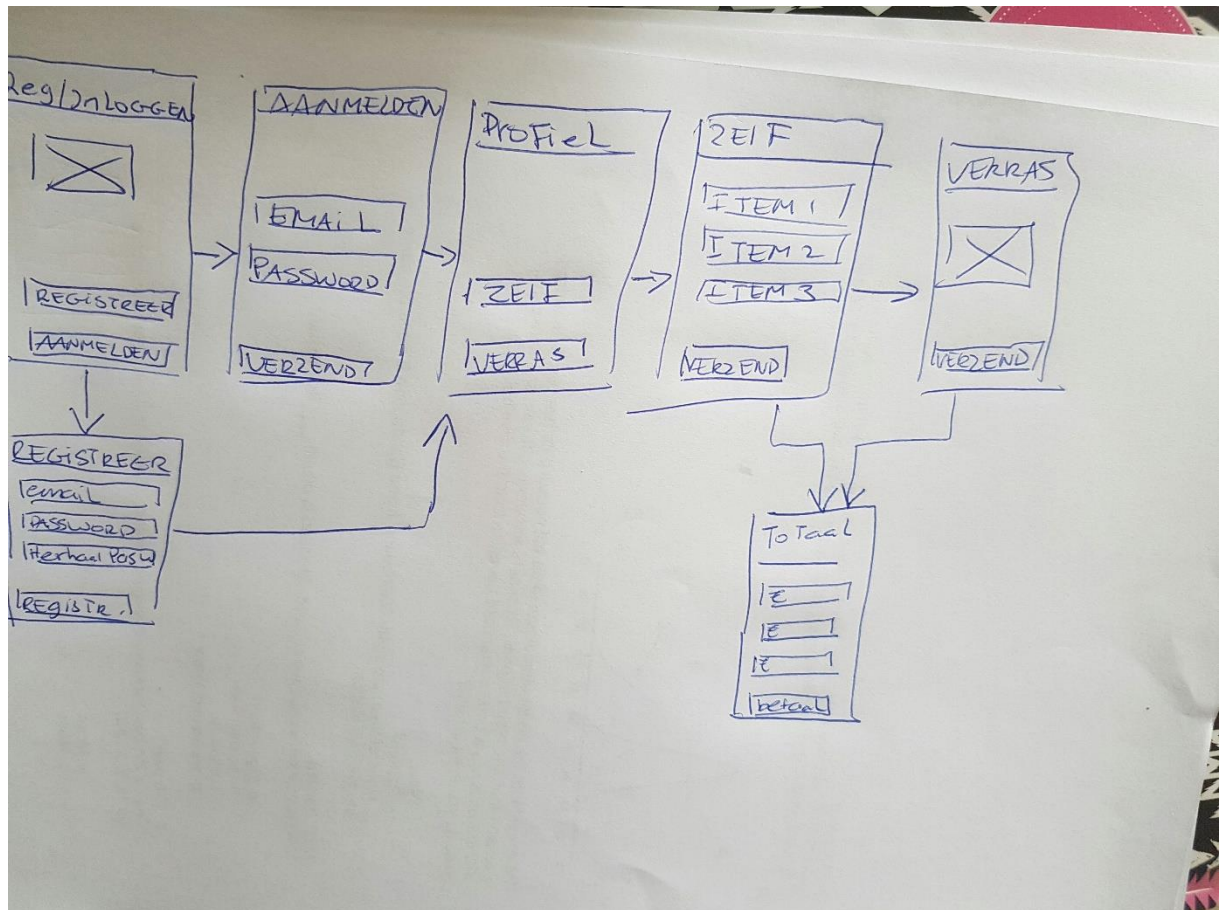 Reg/InLoggen
REGISTREER
AANMELDEN
AANMELDEN
EMAIL
PASSWORD
VERZEND
ProFieL
ZELF
VERRAS
ZELF
ITEM 1
ITEM 2
ITEM 3
VERZEND
VERRAS
VERZEND
REGISTREER
email
PASSWORD
Herhaal Pasw
REgisTR.
ToTaaL
€
€
€
betaal